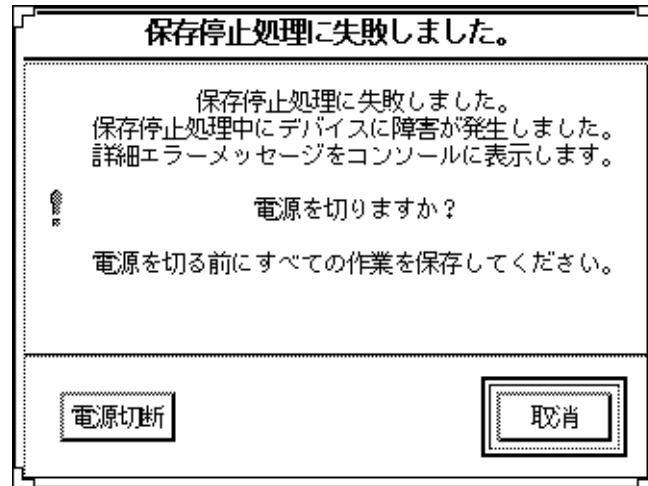 保存停止処理に失敗しました。
保存停止処理に失敗しました。
保存停止処理中にデバイスに障害が発生しました。
詳細エラーメッセージをコンソールに表示します。
電源を切りますか?
電源を切る前にすべての作業を保存してください。
電源切断
取消